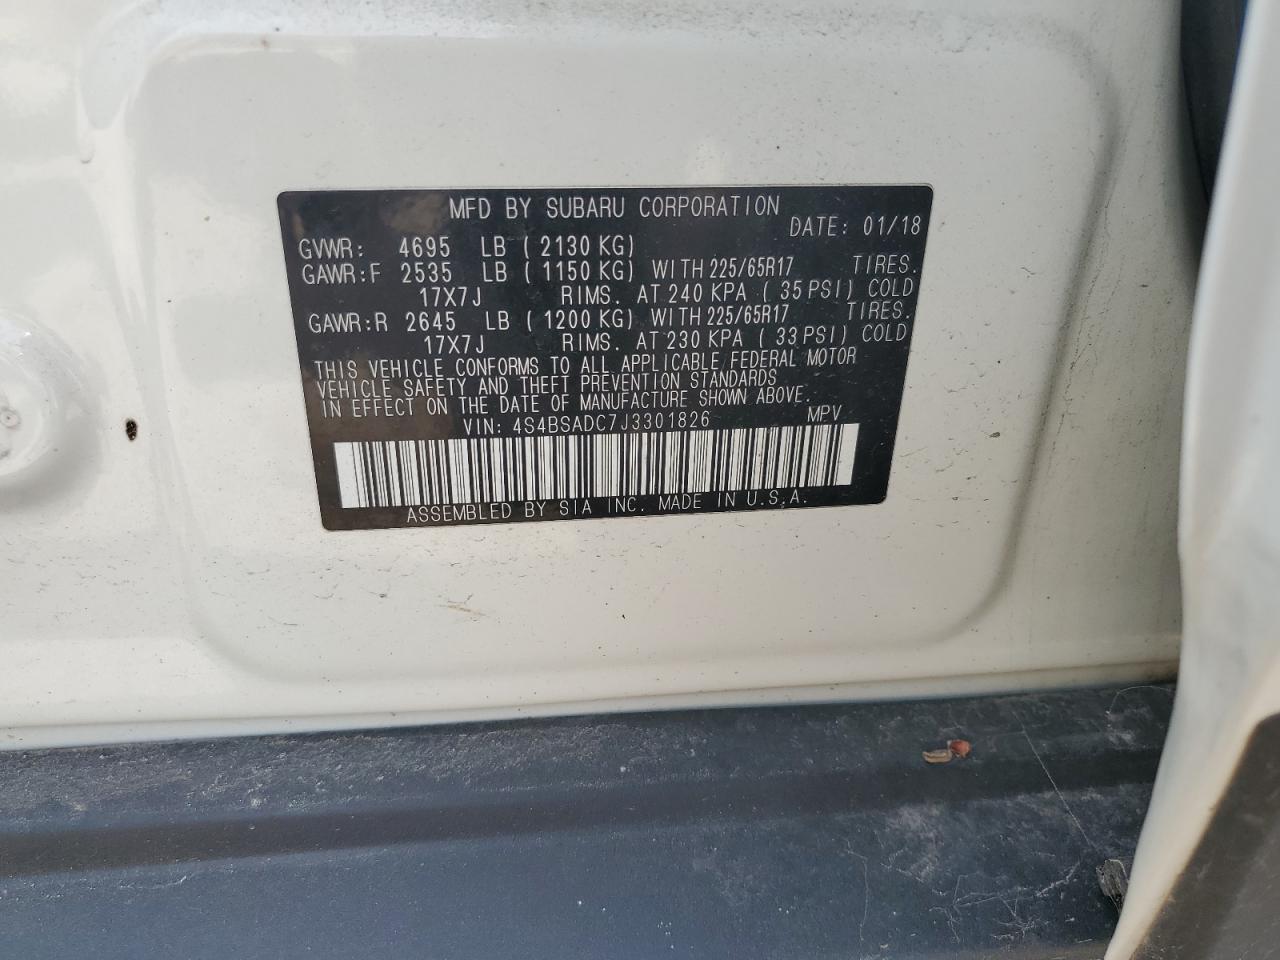 MFD BY SUBARU CORPORATION DATE: 01/18
GVWR: 4695 LB ( 2130 KG)
GAWR:F 2535 LB ( 1150 KG) WITH 225/65R17 TIRES.
17X7J RIMS. AT 240 KPA ( 35 PSI) COLD
GAWR:R 2645 LB ( 1200 KG) WITH 225/65R17 TIRES.
17X7J RIMS. AT 230 KPA ( 33 PSI) COLD
THIS VEHICLE CONFORMS TO ALL APPLICABLE FEDERAL MOTOR
VEHICLE SAFETY AND THEFT PREVENTION STANDARDS
IN EFFECT ON THE DATE OF MANUFACTURE SHOWN ABOVE.
VIN: 4S4BSADC7J3301826 MPV
ASSEMBLED BY SIA INC. MADE IN U.S.A.